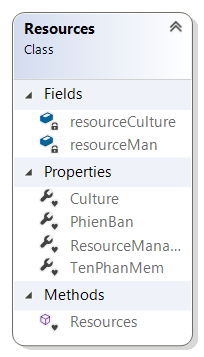 Resources
Class
Fields
resourceCulture
resourceMan
Properties
Culture
PhienBan
ResourceMana...
TenPhanMem
Methods
Resources